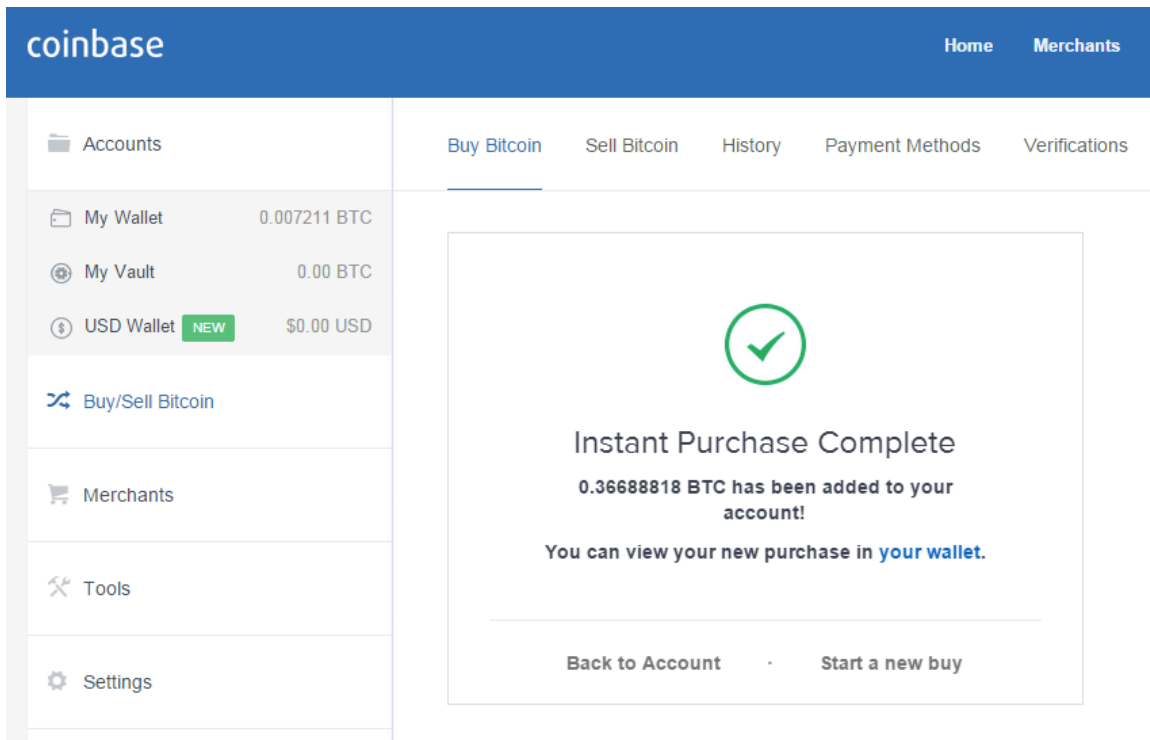 coinbase
Home Merchants
Accounts
Buy Bitcoin Sell Bitcoin History Payment Methods Verifications
My Wallet 0.007211 BTC
My Vault 0.00 BTC
USD Wallet NEW $0.00 USD
Buy/Sell Bitcoin
Merchants
Tools
Settings
Instant Purchase Complete
0.36688818 BTC has been added to your
account!
You can view your new purchase in your wallet.
Back to Account · Start a new buy